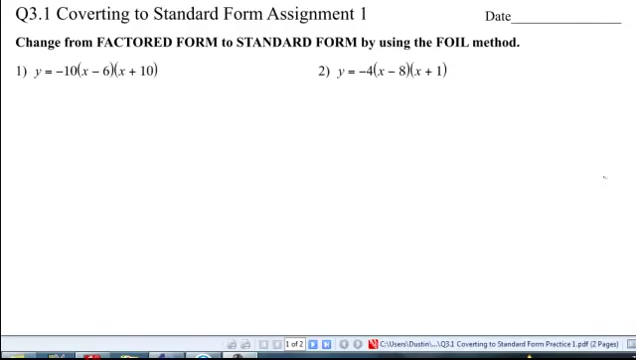 Q3.1 Coverting to Standard Form Assignment 1 Date
Change from FACTORED FORM to STANDARD FORM by using the FOIL method.
1) y = −10(x − 6)(x + 10) 2) y = −4(x − 8)(x + 1)
1 of 2 C:\Users\Dustin\...\Q3.1 Coverting to Standard Form Practice 1.pdf (2 Pages)